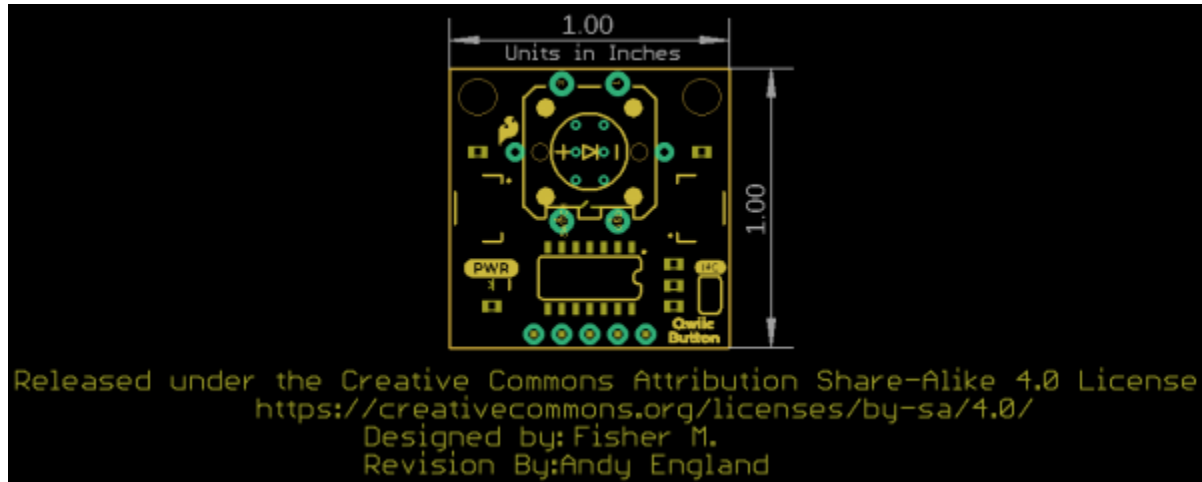 1.00
Units in Inches
1.00
PWR
I²C
Qwiic
Button
Released under the Creative Commons Attribution Share-Alike 4.0 License
https://creativecommons.org/licenses/by-sa/4.0/
Designed by: Fisher M.
Revision By:Andy England